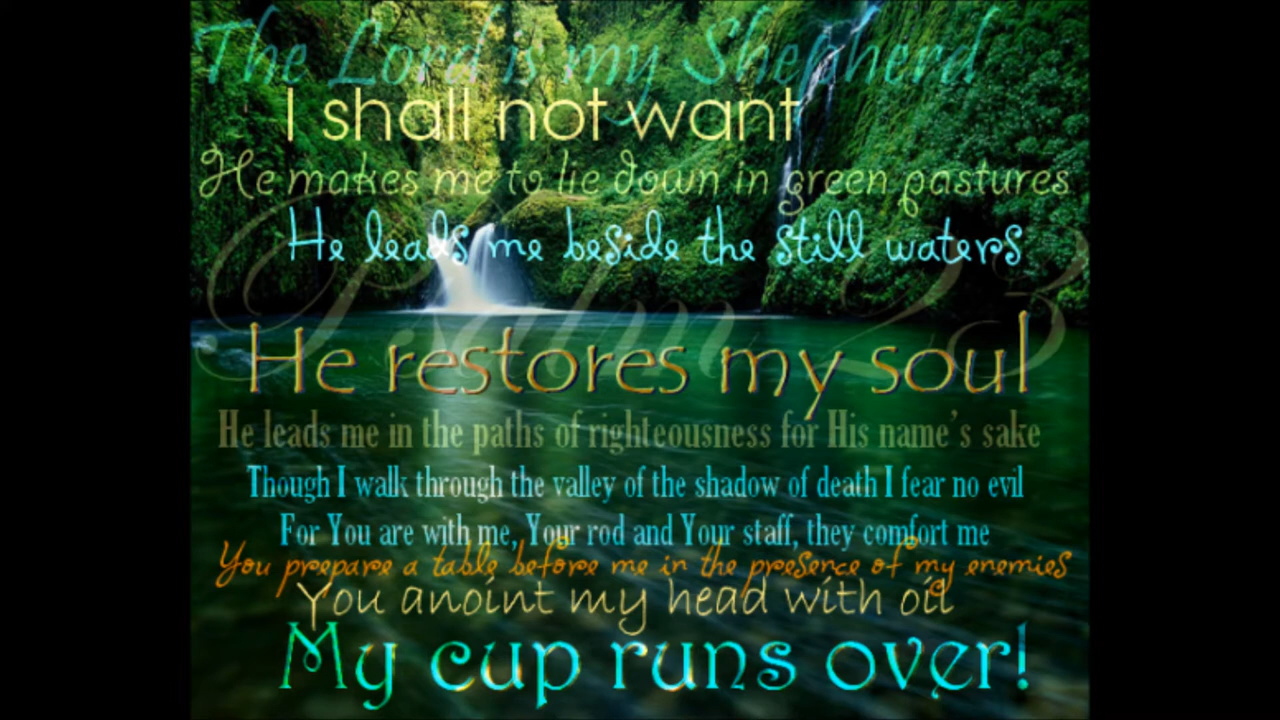 The Lord is my Shepherd
I shall not want
He makes me to lie down in green pastures
He leads me beside the still waters
Psalm 23
He restores my soul
He leads me in the paths of righteousness for His name's sake
Though I walk through the valley of the shadow of death I fear no evil
For You are with me, Your rod and Your staff, they comfort me
You prepare a table before me in the presence of my enemies
You anoint my head with oil
My cup runs over!